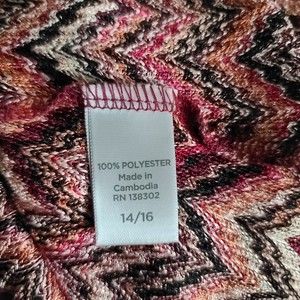 100% POLYESTER
Made in
Cambodia
RN 138302
14/16